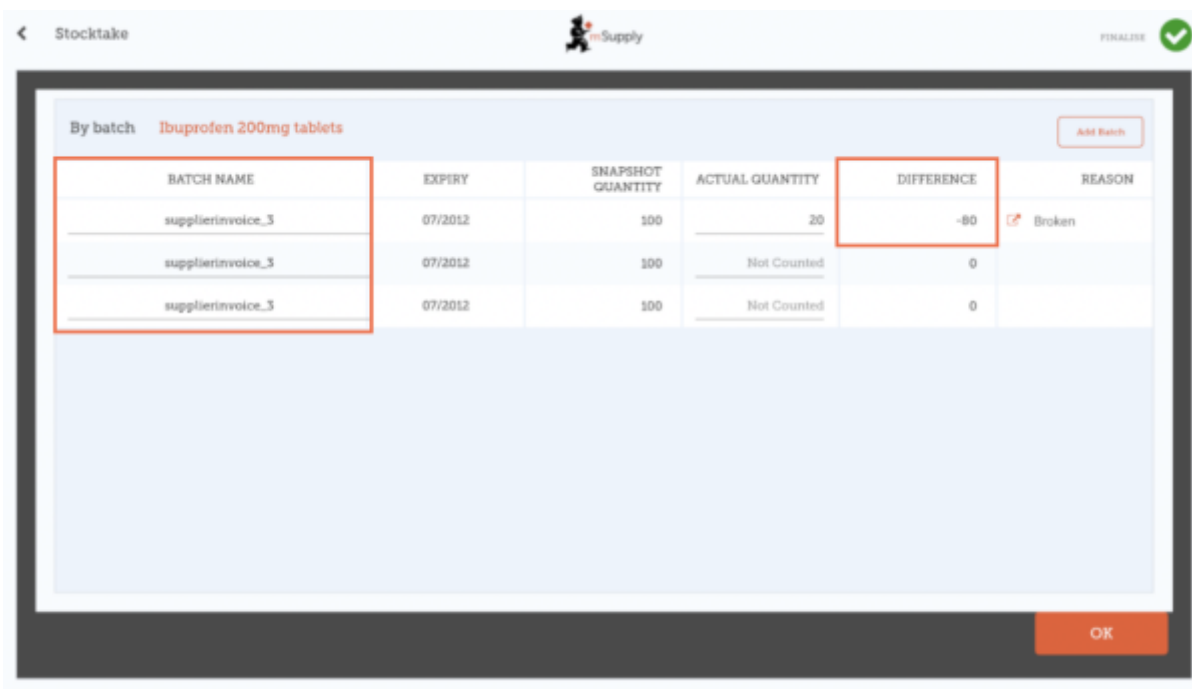 Stocktake
mSupply
FINALISE
By batch Ibuprofen 200mg tablets
Add Batch
BATCH NAME EXPIRY SNAPSHOT QUANTITY ACTUAL QUANTITY DIFFERENCE REASON
supplierinvoice_3 07/2012 100 20 -80 Broken
supplierinvoice_3 07/2012 100 Not Counted 0
supplierinvoice_3 07/2012 100 Not Counted 0
OK